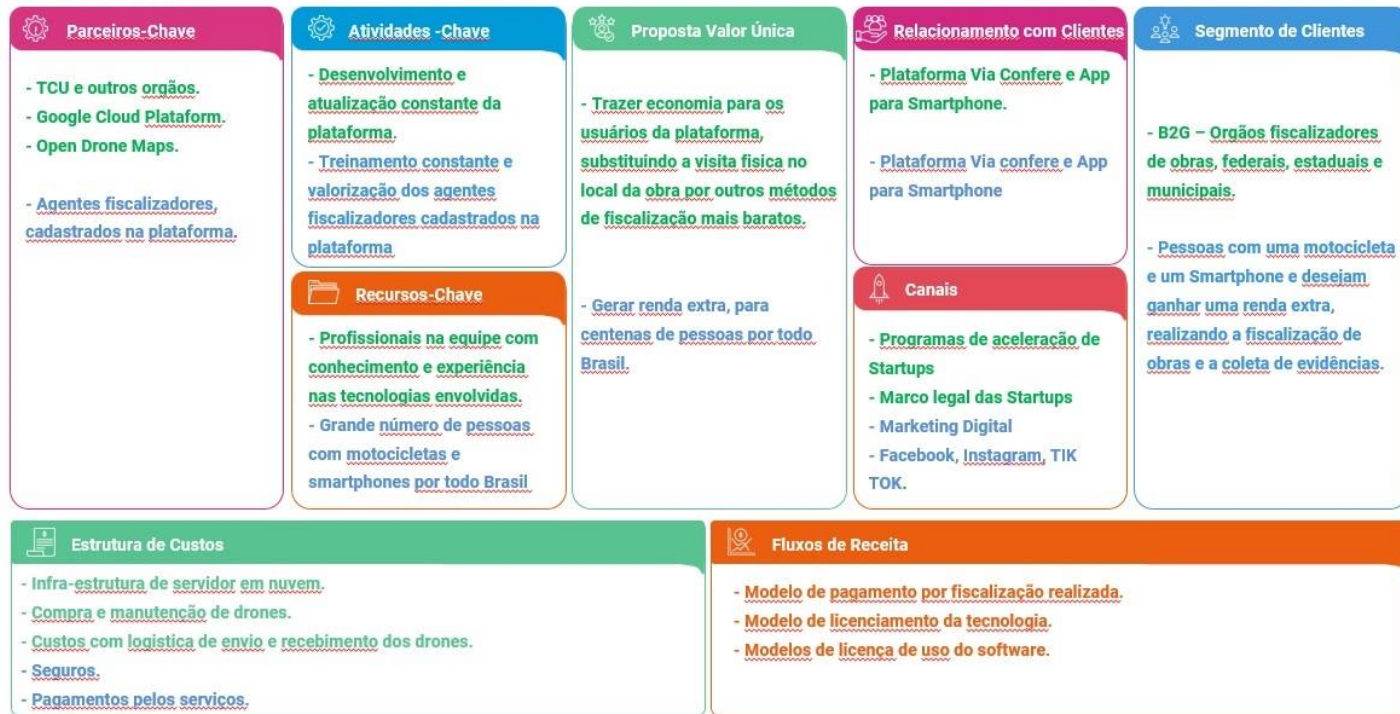 Parceiros-Chave
- TCU e outros orgãos.
- Google Cloud Plataform.
- Open Drone Maps.
- Agentes fiscalizadores,
cadastrados na plataforma.
Atividades -Chave
- Desenvolvimento e
atualização constante da
plataforma.
- Treinamento constante e
valorização dos agentes
fiscalizadores cadastrados na
plataforma
Recursos-Chave
- Profissionais na equipe com
conhecimento e experiência
nas tecnologias envolvidas.
- Grande número de pessoas
com motocicletas e
smartphones por todo Brasil
Proposta Valor Única
- Trazer economia para os
usuários da plataforma,
substituindo a visita fisica no
local da obra por outros métodos
de fiscalização mais baratos.
- Gerar renda extra, para
centenas de pessoas por todo
Brasil.
Relacionamento com Clientes
- Plataforma Via Confere e App
para Smartphone.
- Plataforma Via confere e App
para Smartphone
Canais
- Programas de aceleração de
Startups
- Marco legal das Startups
- Marketing Digital
- Facebook, Instagram, TIK
TOK.
Segmento de Clientes
- B2G – Orgãos fiscalizadores
de obras, federais, estaduais e
municipais.
- Pessoas com uma motocicleta
e um Smartphone e desejam
ganhar uma renda extra,
realizando a fiscalização de
obras e a coleta de evidências.
Estrutura de Custos
- Infra-estrutura de servidor em nuvem.
- Compra e manutenção de drones.
- Custos com logistica de envio e recebimento dos drones.
- Seguros.
- Pagamentos pelos serviços.
Fluxos de Receita
- Modelo de pagamento por fiscalização realizada.
- Modelo de licenciamento da tecnologia.
- Modelos de licença de uso do software.